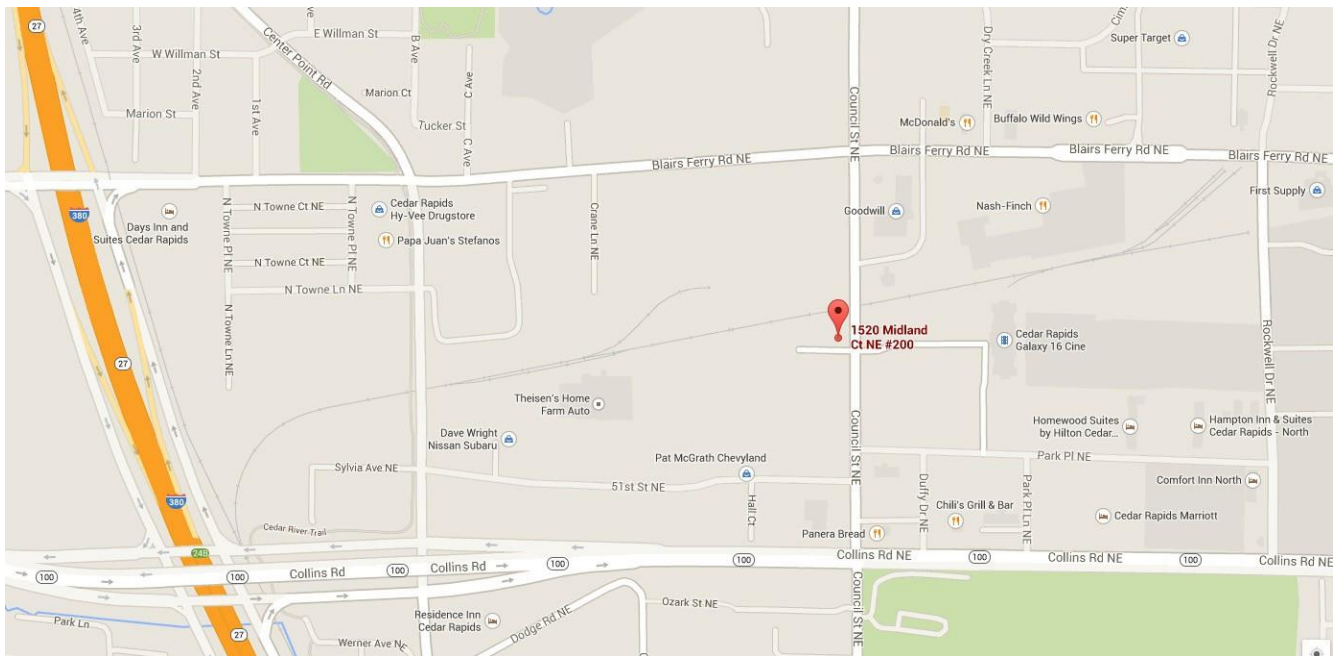 27
4th Ave
3rd Ave
2nd Ave
W Willman St
E Willman St
Center Point Rd
B Ave
C Ave
Marion Ct
Marion St
1st Ave
Tucker St
C Ave
Council St NE
Dry Creek Ln NE
Super Target
Rockwell Dr NE
McDonald's
Buffalo Wild Wings
Blairs Ferry Rd NE
Blairs Ferry Rd NE
Blairs Ferry Rd NE
Blairs Ferry Rd NE
380
Days Inn and
Suites Cedar Rapids
N Towne Pl NE
N Towne Ct NE
N Towne Pl NE
N Towne Ct NE
N Towne Ln NE
N Towne Ln NE
Cedar Rapids
Hy-Vee Drugstore
Papa Juan's Stefanos
Crane Ln NE
Goodwill
Nash-Finch
First Supply
1520 Midland
Ct NE #200
Cedar Rapids
Galaxy 16 Cine
Rockwell Dr NE
27
Theisen's Home
Farm Auto
Dave Wright
Nissan Subaru
Pat McGrath Chevyland
Council St NE
Homewood Suites
by Hilton Cedar...
Hampton Inn & Suites
Cedar Rapids - North
Park Pl NE
Sylvia Ave NE
51st St NE
Hall Ct
Duffy Dr NE
Chili's Grill & Bar
Park Pl Ln NE
Comfort Inn North
Cedar Rapids Marriott
380
Cedar River Trail
Panera Bread
24B
100
100
Collins Rd
100
Collins Rd
100
100
Collins Rd NE
100
Collins Rd NE
100
Collins Rd NE
100
Park Ln
27
Residence Inn
Cedar Rapids
Werner Ave NE
Dodge Rd NE
Ozark St NE
Council St NE